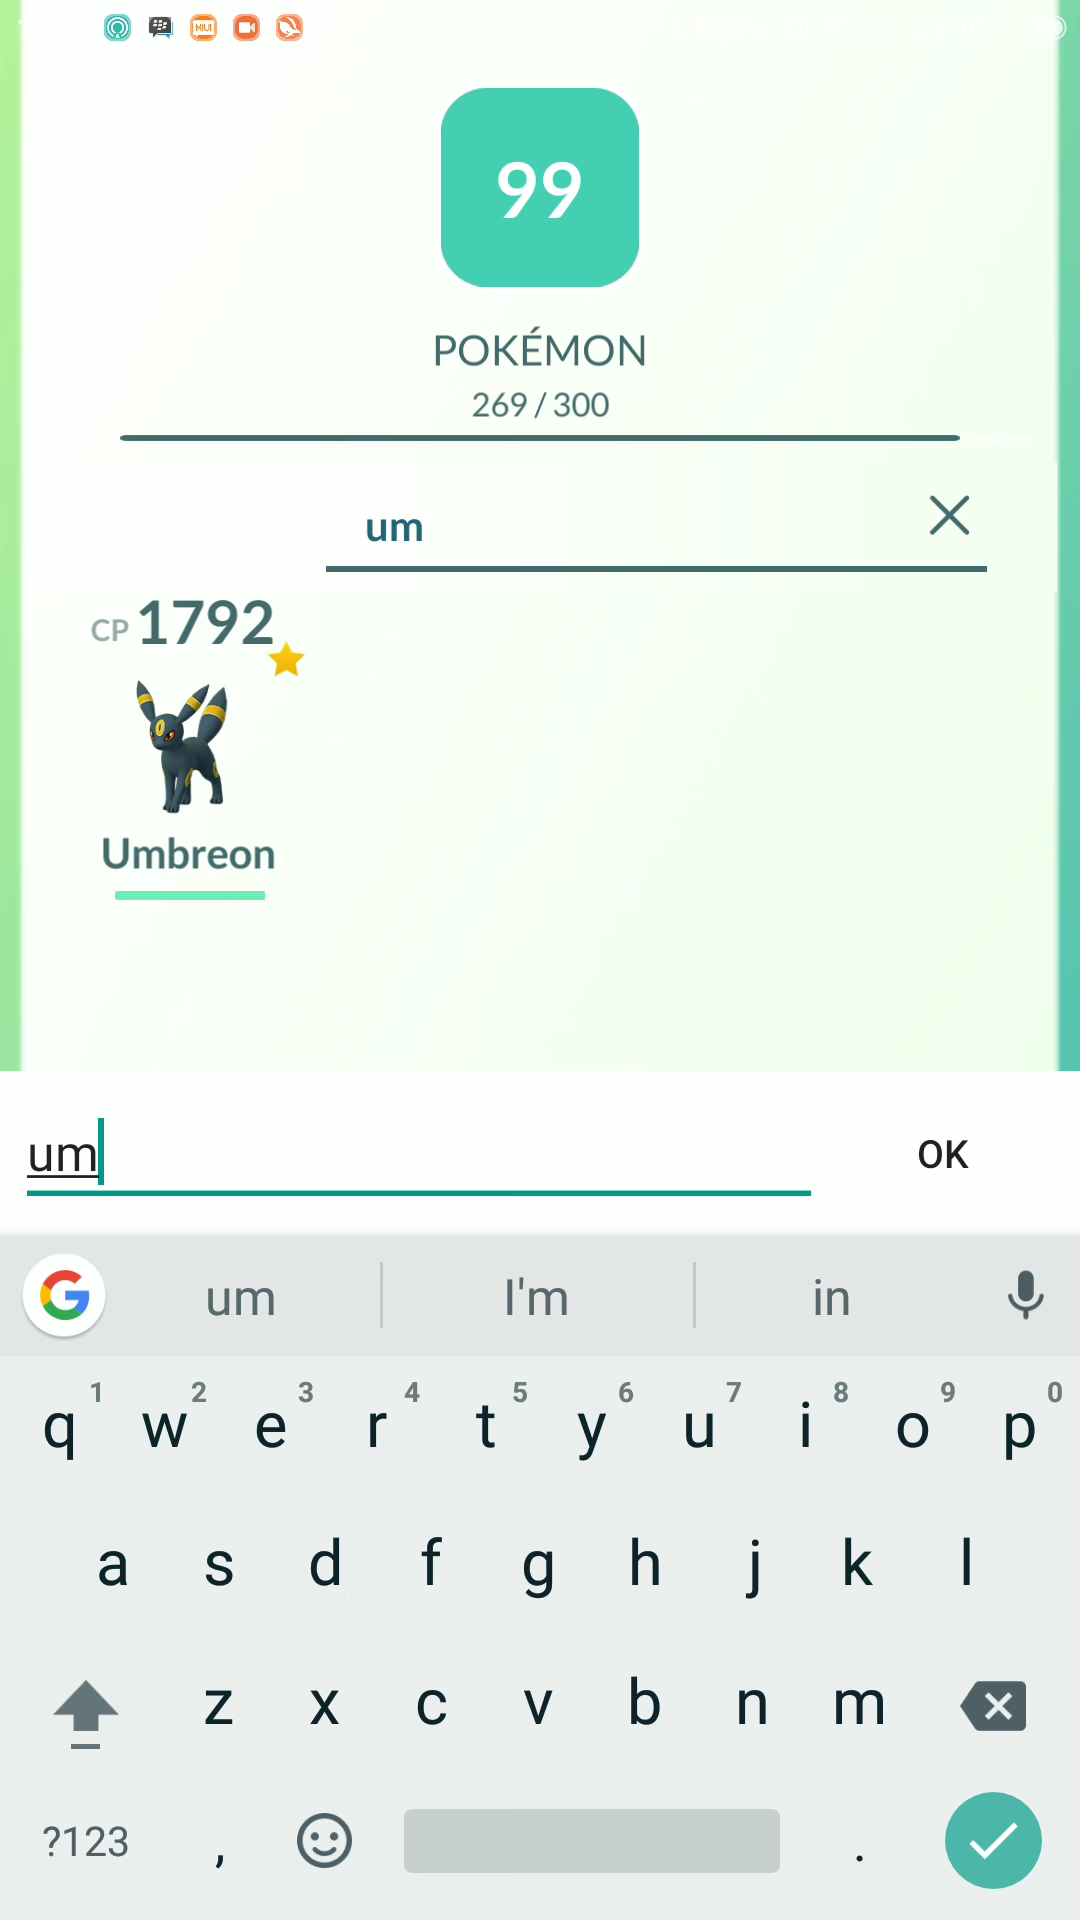 MIUI
99
POKÉMON
269 / 300
um
CP 1792
Umbreon
um
OK
um I'm in
1 2 3 4 5 6 7 8 9 0
q w e r t y u i o p
a s d f g h j k l
z x c v b n m
?123 , .